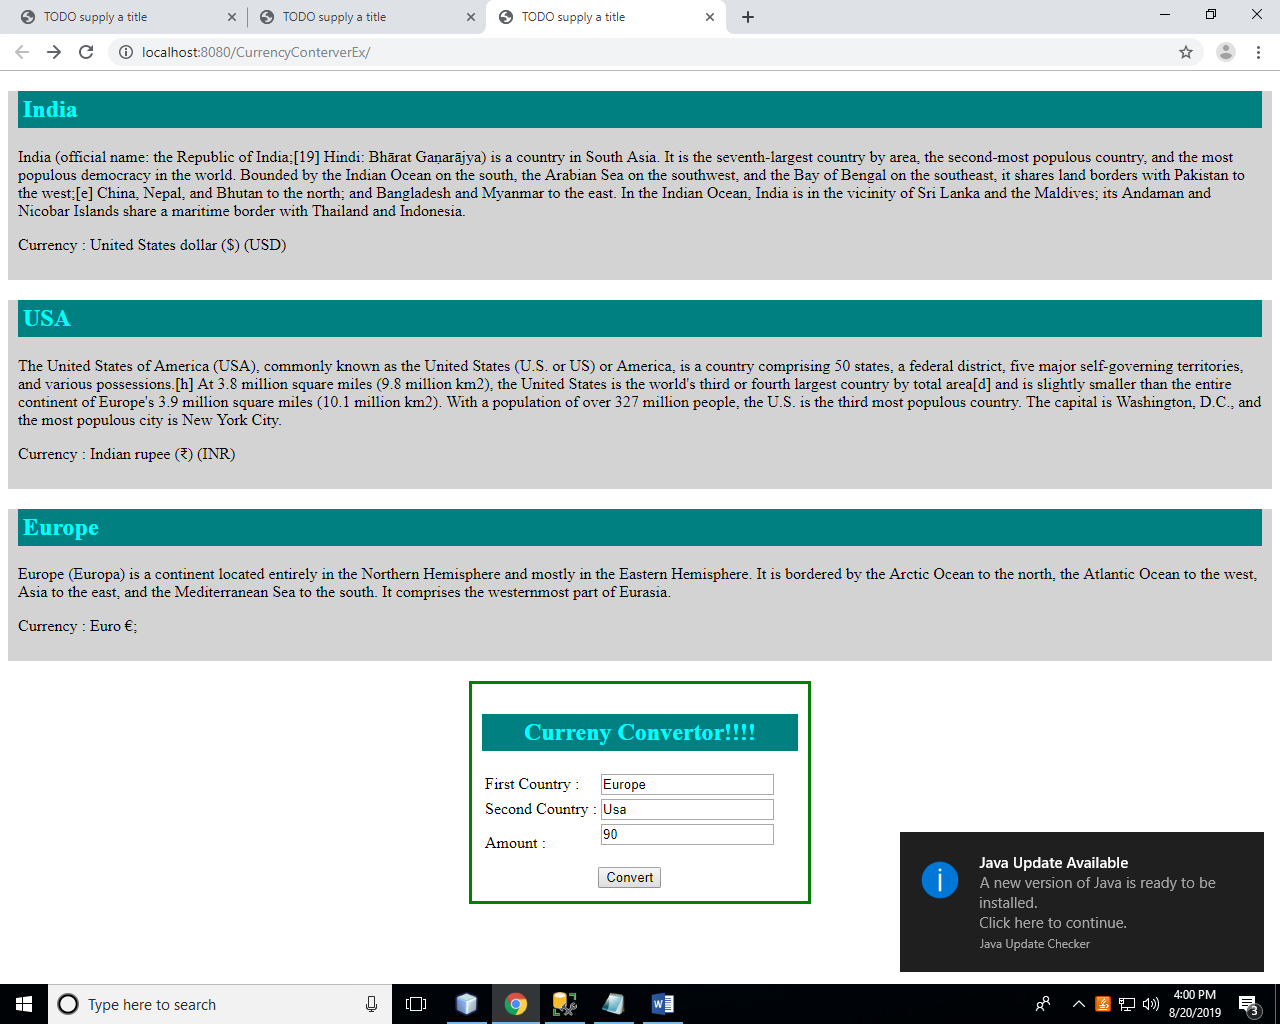 TODO supply a title
TODO supply a title
TODO supply a title
localhost:8080/CurrencyConterverEx/
India
India (official name: the Republic of India;[19] Hindi: Bhārat Gaṇarājya) is a country in South Asia. It is the seventh-largest country by area, the second-most populous country, and the most
populous democracy in the world. Bounded by the Indian Ocean on the south, the Arabian Sea on the southwest, and the Bay of Bengal on the southeast, it shares land borders with Pakistan to
the west;[e] China, Nepal, and Bhutan to the north; and Bangladesh and Myanmar to the east. In the Indian Ocean, India is in the vicinity of Sri Lanka and the Maldives; its Andaman and
Nicobar Islands share a maritime border with Thailand and Indonesia.
Currency : United States dollar ($) (USD)
USA
The United States of America (USA), commonly known as the United States (U.S. or US) or America, is a country comprising 50 states, a federal district, five major self-governing territories,
and various possessions.[h] At 3.8 million square miles (9.8 million km2), the United States is the world's third or fourth largest country by total area[d] and is slightly smaller than the entire
continent of Europe's 3.9 million square miles (10.1 million km2). With a population of over 327 million people, the U.S. is the third most populous country. The capital is Washington, D.C., and
the most populous city is New York City.
Currency : Indian rupee (₹) (INR)
Europe
Europe (Europa) is a continent located entirely in the Northern Hemisphere and mostly in the Eastern Hemisphere. It is bordered by the Arctic Ocean to the north, the Atlantic Ocean to the west,
Asia to the east, and the Mediterranean Sea to the south. It comprises the westernmost part of Eurasia.
Currency : Euro €;
Curreny Convertor!!!!
First Country : Europe
Second Country : Usa
Amount : 90
Convert
Java Update Available
A new version of Java is ready to be
installed.
Click here to continue.
Java Update Checker
Type here to search
4:00 PM
8/20/2019
3